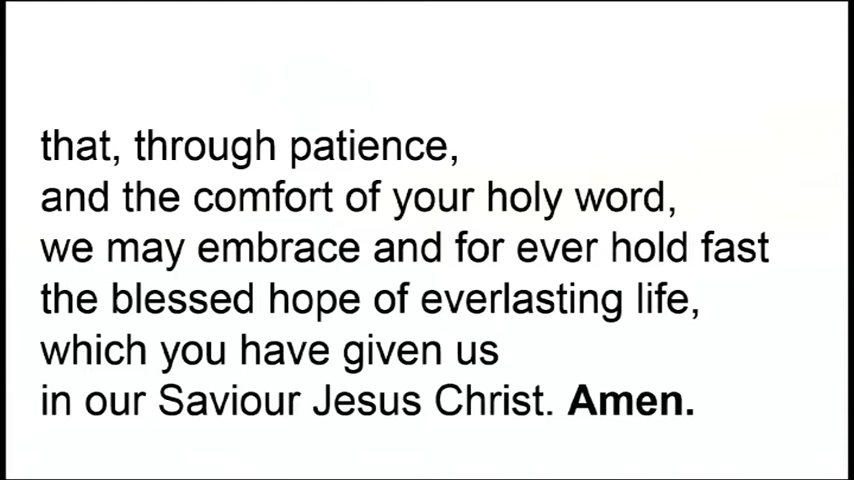 that, through patience,
and the comfort of your holy word,
we may embrace and for ever hold fast
the blessed hope of everlasting life,
which you have given us
in our Saviour Jesus Christ. Amen.